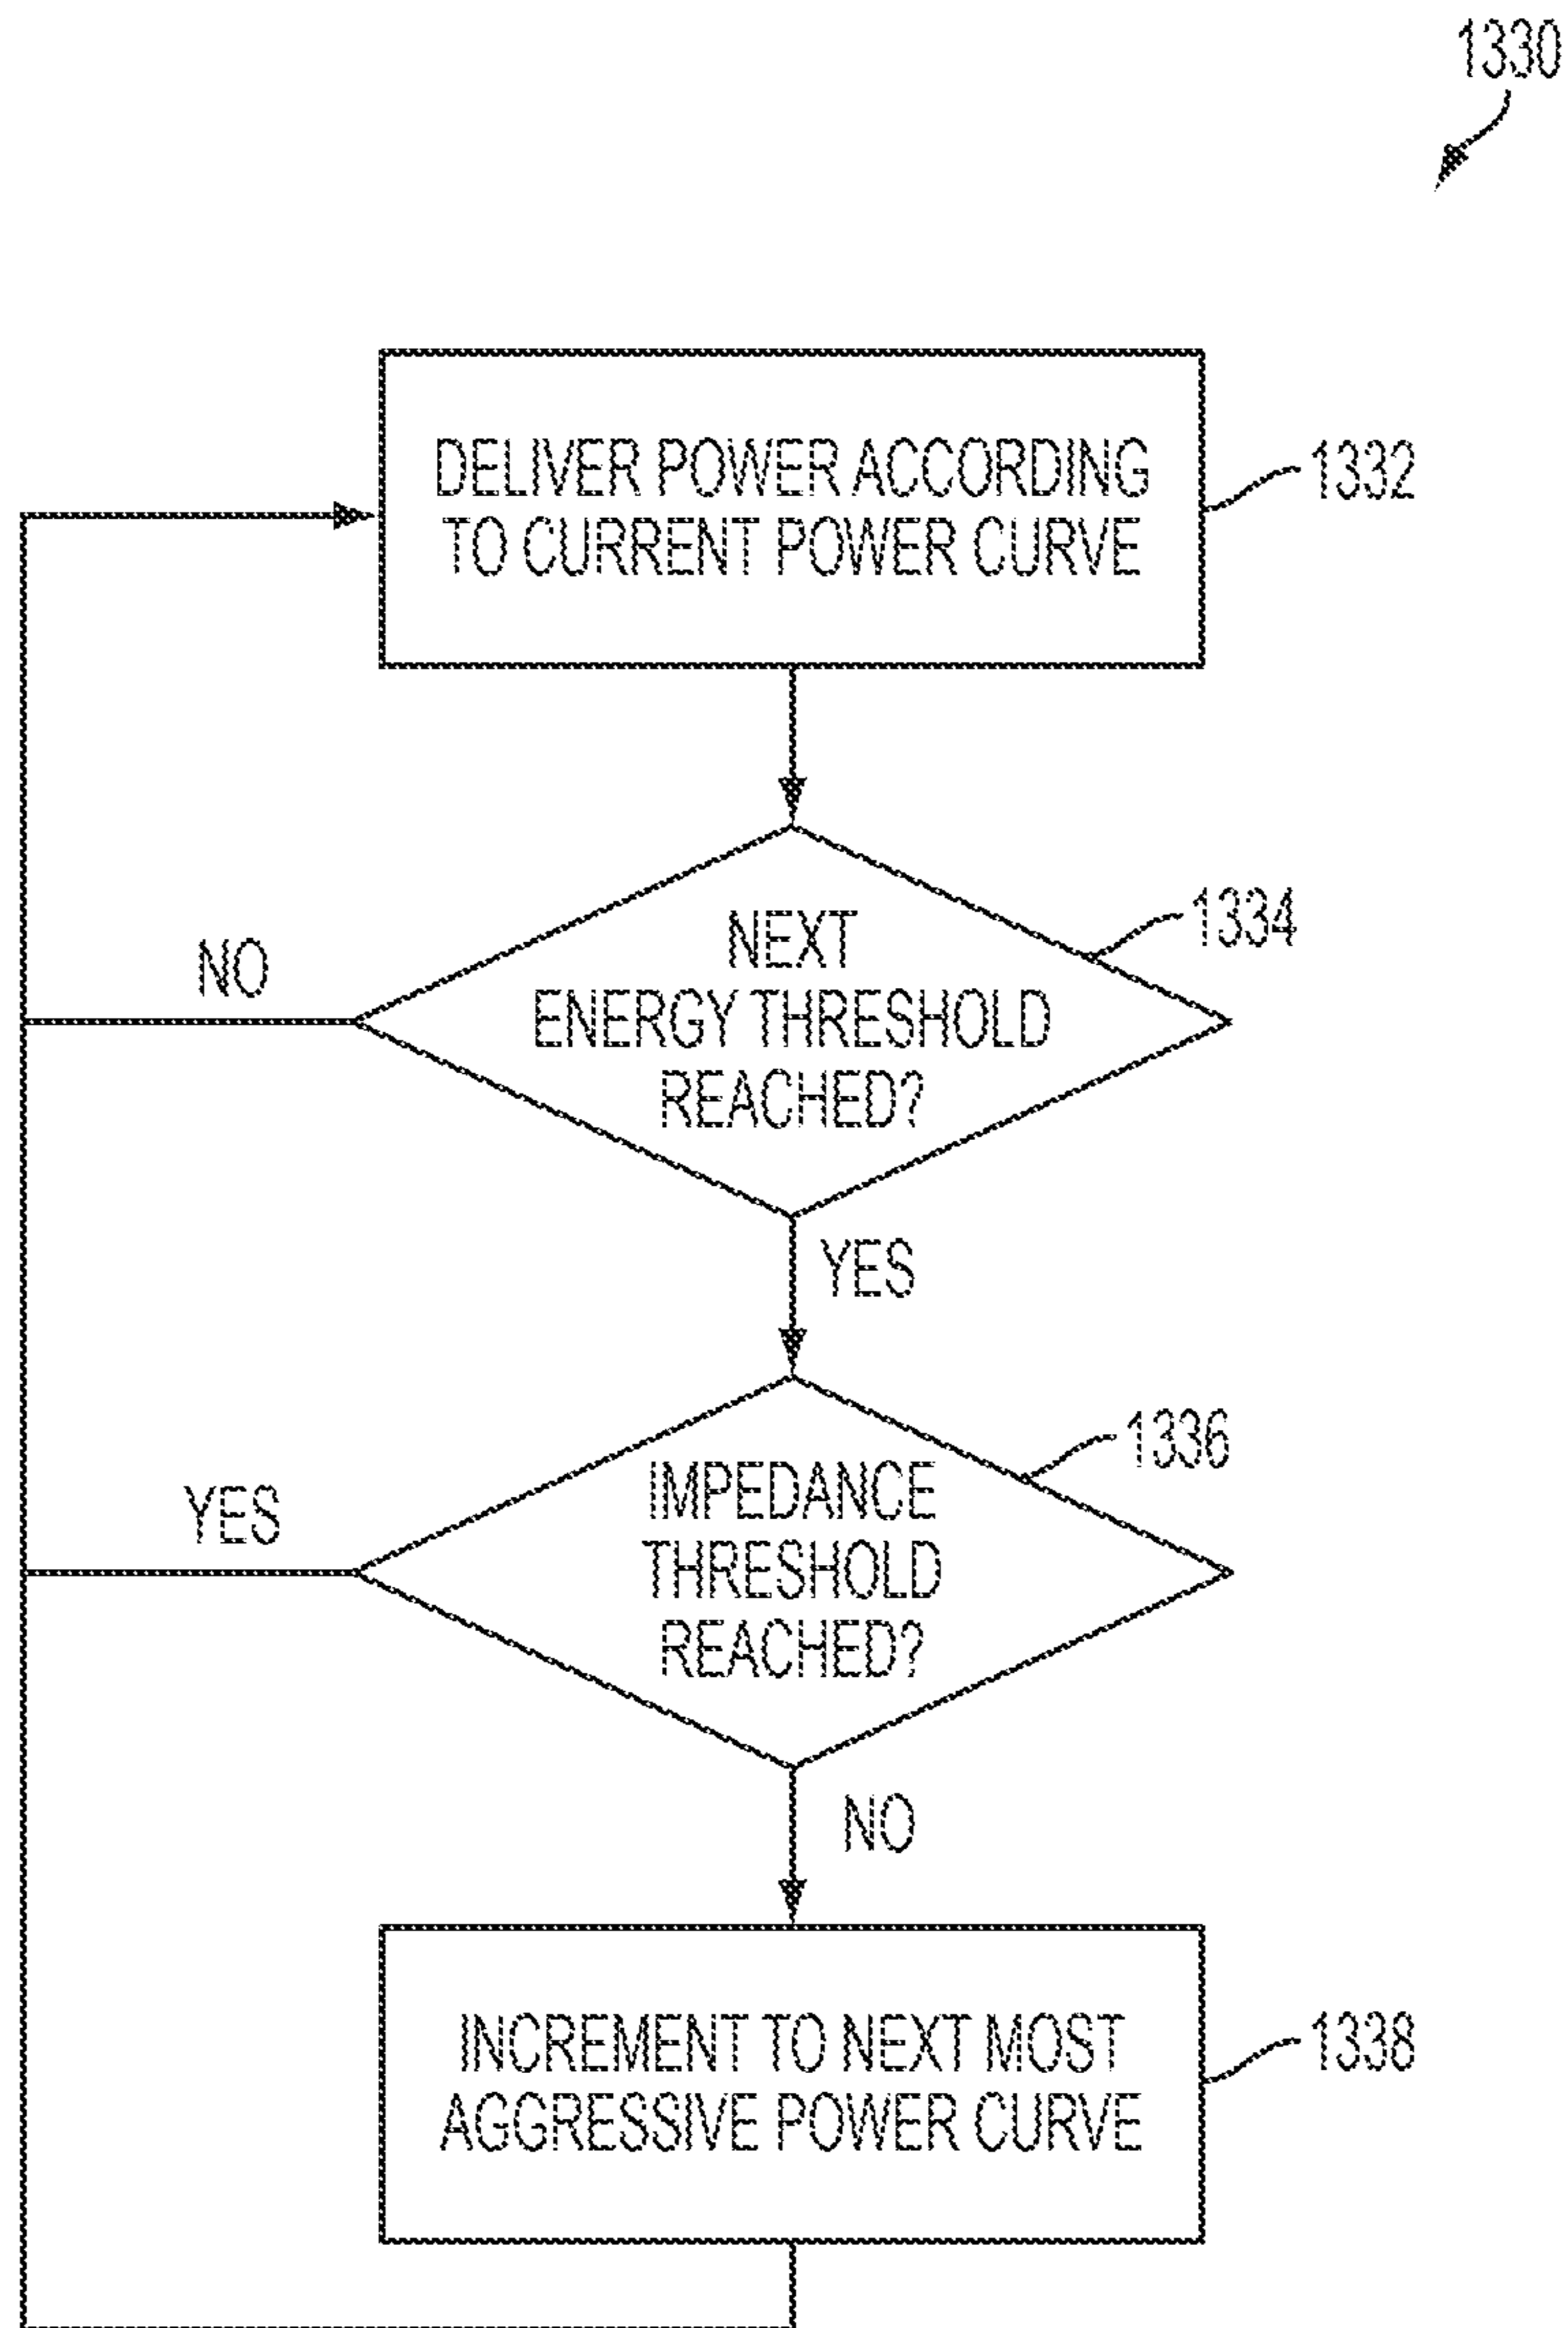 1330
DELIVER POWER ACCORDING
TO CURRENT POWER CURVE
1332
NEXT
ENERGY THRESHOLD
REACHED?
1334
NO
YES
IMPEDANCE
THRESHOLD
REACHED?
1336
YES
NO
INCREMENT TO NEXT MOST
AGGRESSIVE POWER CURVE
1338